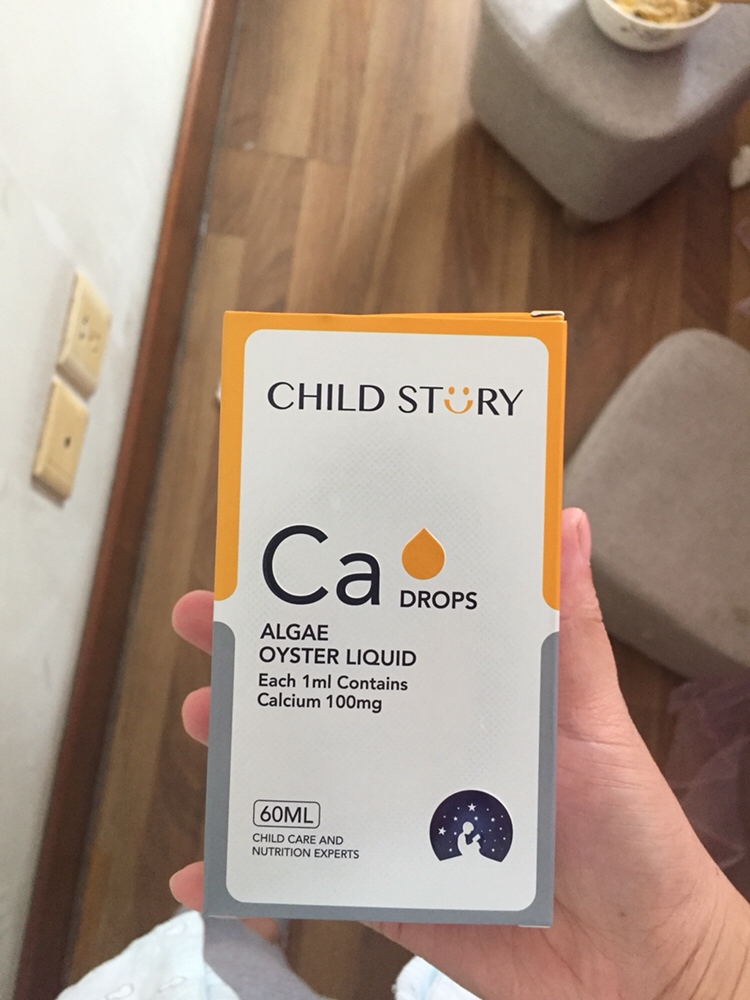 CHILD STORY
Ca DROPS
ALGAE
OYSTER LIQUID
Each 1ml Contains
Calcium 100mg
60ML
CHILD CARE AND
NUTRITION EXPERTS